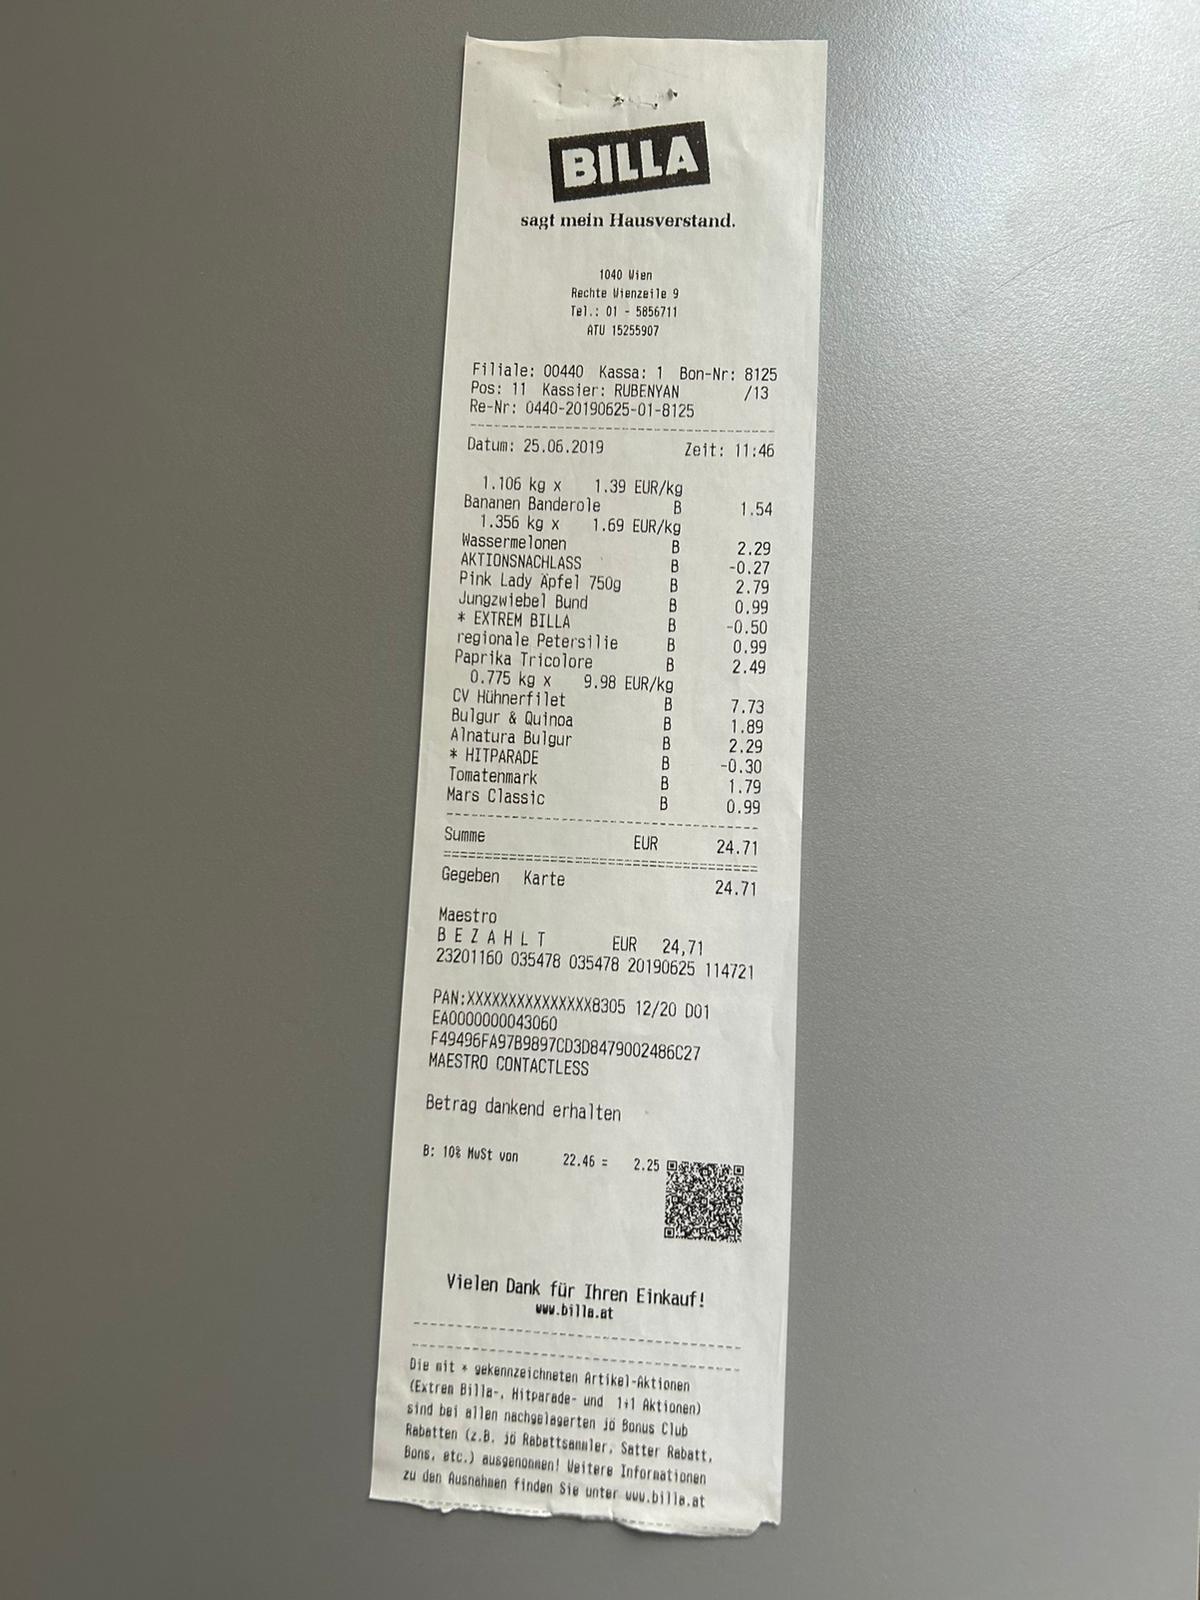 BILLA
sagt mein Hausverstand.
1040 Wien
Rechte Wienzeile 9
Tel.: 01 - 5856711
ATU 15255907
Filiale: 00440 Kassa: 1 Bon-Nr: 8125
Pos: 11 Kassier: RUBENYAN /13
Re-Nr: 0440-20190625-01-8125
Datum: 25.06.2019 Zeit: 11:46
1.106 kg x 1.39 EUR/kg
Bananen Banderole B 1.54
1.356 kg x 1.69 EUR/kg
Wassermelonen B 2.29
AKTIONSNACHLASS B -0.27
Pink Lady Äpfel 750g B 2.79
Jungzwiebel Bund B 0.99
* EXTREM BILLA B -0.50
regionale Petersilie B 0.99
Paprika Tricolore B 2.49
0.775 kg x 9.98 EUR/kg
CV Hühnerfilet B 7.73
Bulgur & Quinoa B 1.89
Alnatura Bulgur B 2.29
* HITPARADE B -0.30
Tomatenmark B 1.79
Mars Classic B 0.99
Summe EUR 24.71
Gegeben Karte 24.71
Maestro
B E Z A H L T EUR 24,71
23201160 035478 035478 20190625 114721
PAN:XXXXXXXXXXXXXXX8305 12/20 D01
EA0000000043060
F49496FA97B9897CD3D8479002486C27
MAESTRO CONTACTLESS
Betrag dankend erhalten
B: 10% MwSt von 22.46 = 2.25
Vielen Dank für Ihren Einkauf!
www.billa.at
Die mit * gekennzeichneten Artikel-Aktionen
(Extrem Billa-, Hitparade- und 1+1 Aktionen)
sind bei allen nachgelagerten jö Bonus Club
Rabatten (z.B. jö Rabattsammler, Satter Rabatt,
Bons, etc.) ausgenommen! Weitere Informationen
zu den Ausnahmen finden Sie unter www.billa.at